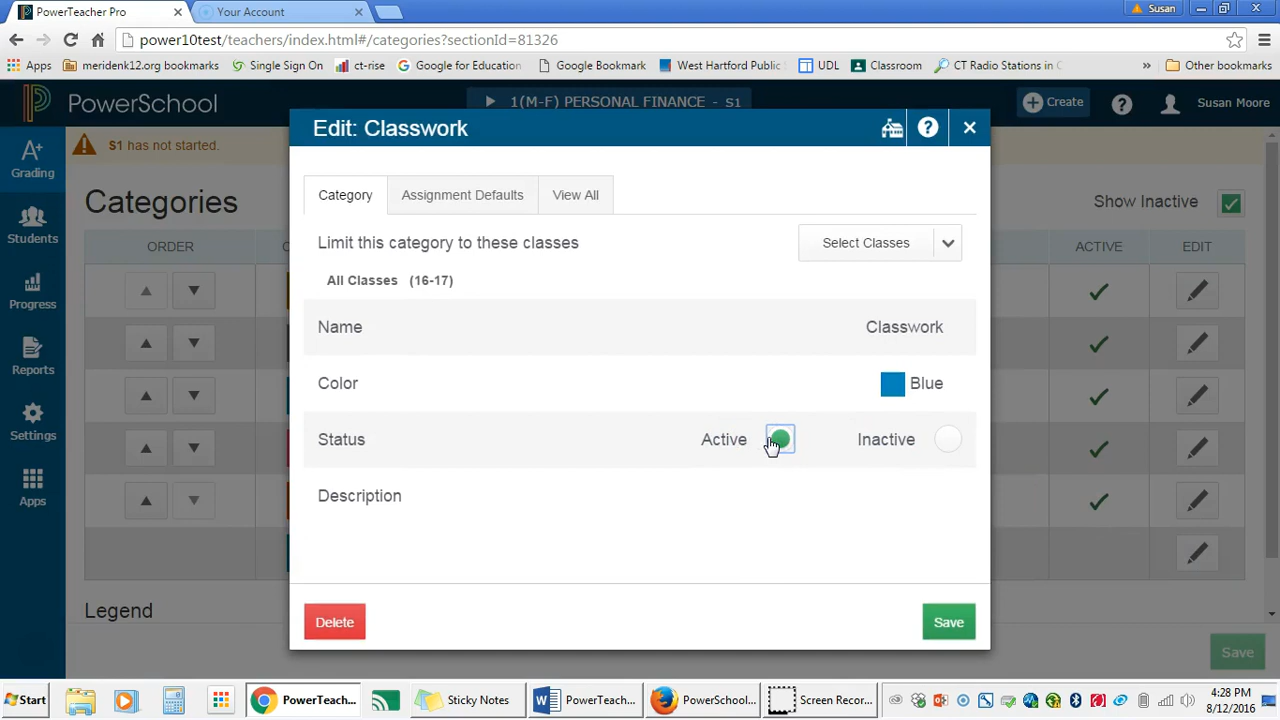 PowerTeacher Pro
Your Account
Susan
power10test/teachers/index.html#/categories?sectionId=81326
Apps
meridenk12.org bookmarks
Single Sign On
ct-rise
Google for Education
Google Bookmark
West Hartford Public
UDL
Classroom
CT Radio Stations in
Other bookmarks
PowerSchool
1(M-F) PERSONAL FINANCE - S1
Create
Susan Moore
Edit: Classwork
S1 has not started.
A+
Grading
Students
Progress
Reports
Settings
Apps
Categories
Show Inactive
ORDER
ACTIVE
EDIT
Category
Assignment Defaults
View All
Limit this category to these classes
Select Classes
All Classes (16-17)
Name
Classwork
Color
Blue
Status
Active
Inactive
Description
Legend
Delete
Save
Save
Start
PowerTeach...
Sticky Notes
PowerTeache...
PowerSchool...
Screen Recor...
4:28 PM
8/12/2016